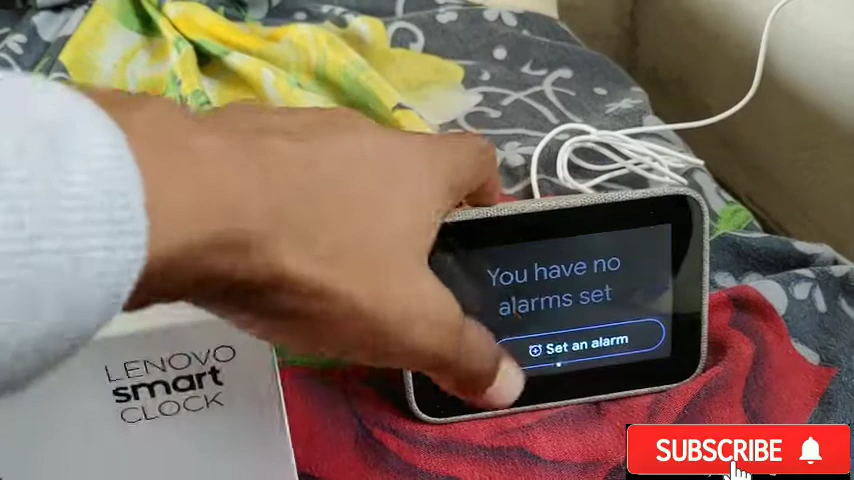 You have no
alarms set
Set an alarm
LENOVO
smart
CLOCK
SUBSCRIBE